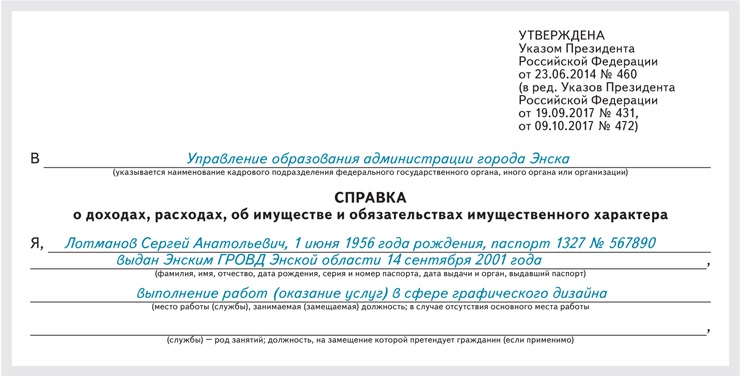 УТВЕРЖДЕНА
Указом Президента
Российской Федерации
от 23.06.2014 № 460
(в ред. Указов Президента
Российской Федерации
от 19.09.2017 № 431,
от 09.10.2017 № 472)
В Управление образования администрации города Энска
(указывается наименование кадрового подразделения федерального государственного органа, иного органа или организации)
СПРАВКА
о доходах, расходах, об имуществе и обязательствах имущественного характера
Я, Лотманов Сергей Анатольевич, 1 июня 1956 года рождения, паспорт 1327 № 567890
выдан Энским ГРОВД Энской области 14 сентября 2001 года ,
(фамилия, имя, отчество, дата рождения, серия и номер паспорта, дата выдачи и орган, выдавший паспорт)
выполнение работ (оказание услуг) в сфере графического дизайна
(место работы (службы), занимаемая (замещаемая) должность; в случае отсутствия основного места работы
,
(службы) — род занятий; должность, на замещение которой претендует гражданин (если применимо)